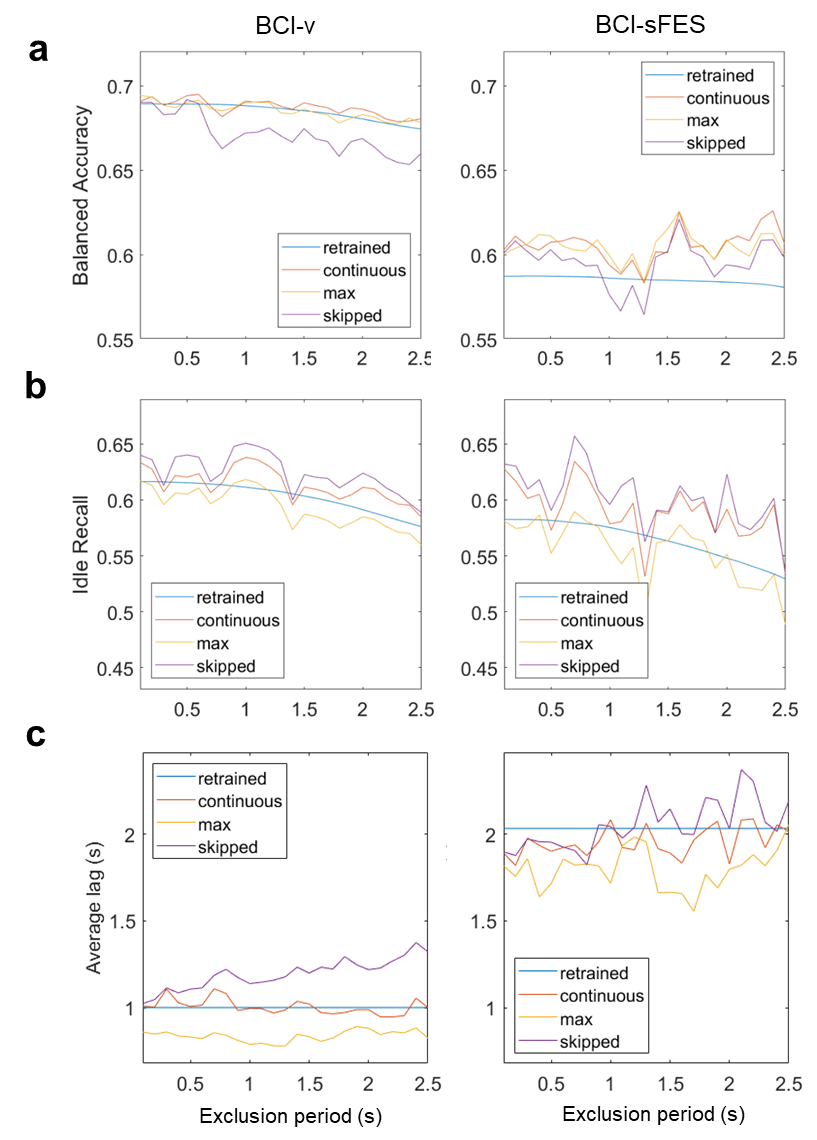 BCI-v
BCI-sFES
a
Balanced Accuracy
0.7
0.65
0.6
0.55
0.5
1
1.5
2
2.5
retrained
continuous
max
skipped
0.7
0.65
0.6
0.55
0.5
1
1.5
2
2.5
retrained
continuous
max
skipped
b
Idle Recall
0.65
0.6
0.55
0.5
0.45
0.5
1
1.5
2
2.5
retrained
continuous
max
skipped
0.65
0.6
0.55
0.5
0.45
0.5
1
1.5
2
2.5
retrained
continuous
max
skipped
c
Average lag (s)
2
1.5
1
0.5
1
1.5
2
2.5
retrained
continuous
max
skipped
Exclusion period (s)
2
1.5
1
0.5
1
1.5
2
2.5
retrained
continuous
max
skipped
Exclusion period (s)